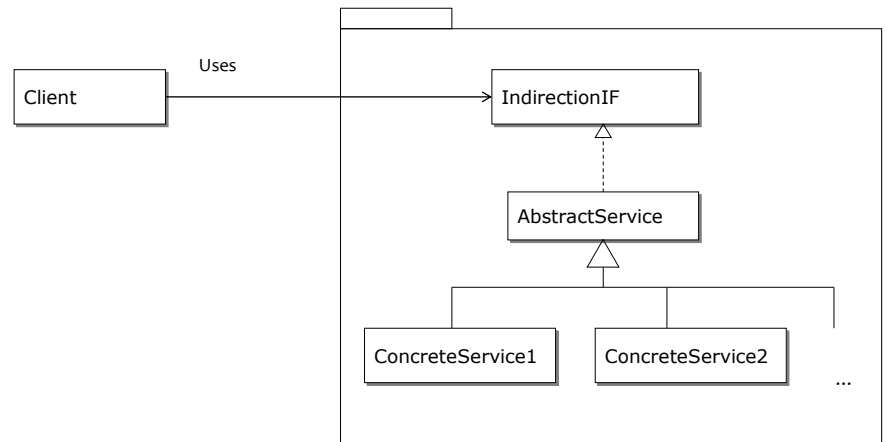 Uses
Client
IndirectionIF
AbstractService
ConcreteService1
ConcreteService2
...